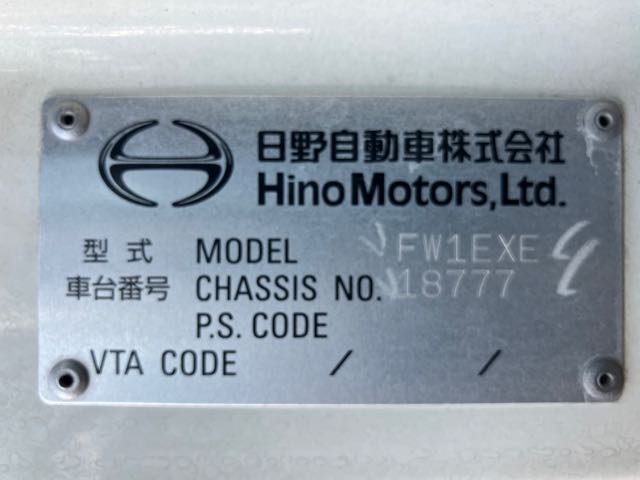 日野自動車株式会社
Hino Motors, Ltd.
型式 MODEL FW1EXE
車台番号 CHASSIS NO. 18777
P.S. CODE
VTA CODE / /